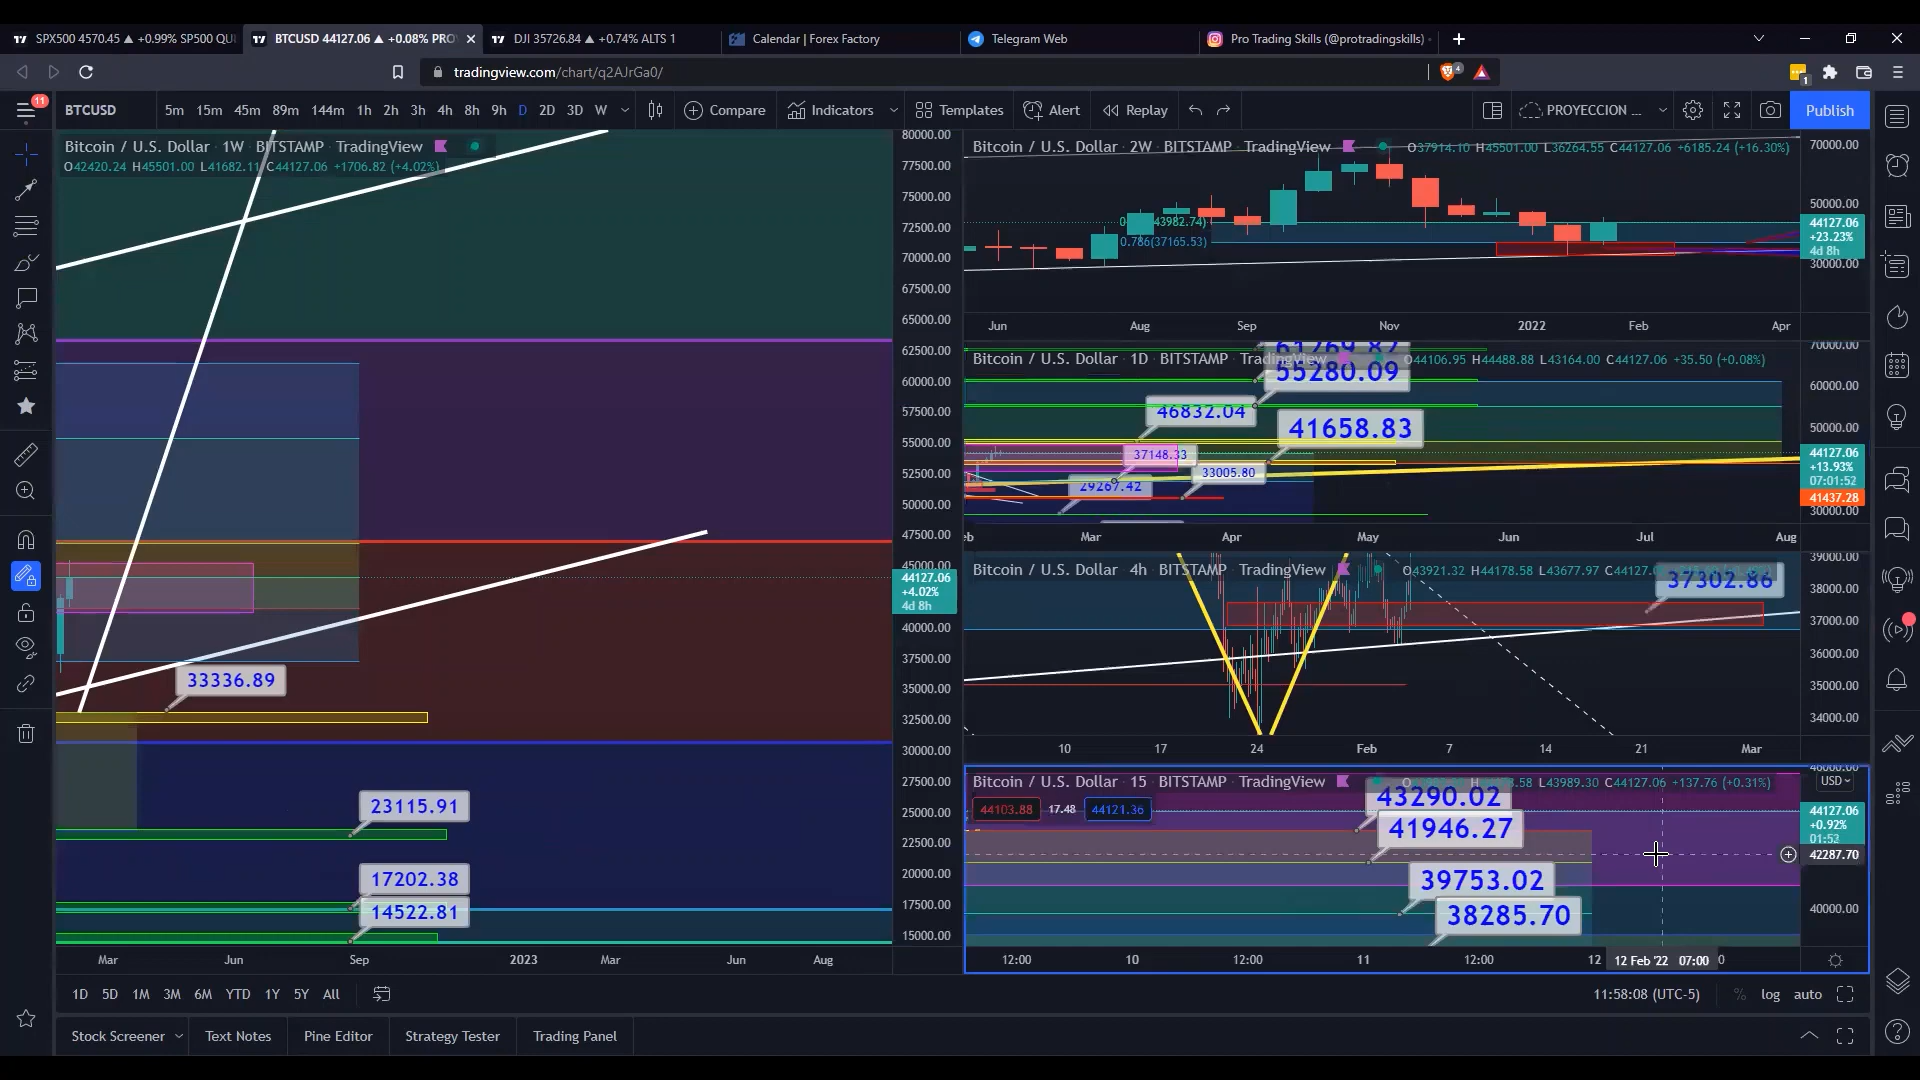 SPX500 4570.45 ▲ +0.99% SP500 QU
BTCUSD 44127.06 ▲ +0.08% PRO
DJI 35726.84 ▲ +0.74% ALTS 1
Calendar | Forex Factory
Telegram Web
Pro Trading Skills (@protradingskills)
tradingview.com/chart/q2AJrGa0/
4
1
11
BTCUSD
5m 15m 45m 89m 144m 1h 2h 3h 4h 8h 9h D 2D 3D W
Compare
Indicators
Templates
Alert
Replay
PROYECCION ...
Publish
Bitcoin / U.S. Dollar · 1W · BITSTAMP · TradingView
O42420.24 H45501.00 L41682.11 C44127.06 +1706.82 (+4.02%)
80000.00
77500.00
75000.00
72500.00
70000.00
67500.00
65000.00
62500.00
60000.00
57500.00
55000.00
52500.00
50000.00
47500.00
45000.00
44127.06
+4.02%
4d 8h
40000.00
37500.00
35000.00
32500.00
30000.00
27500.00
25000.00
22500.00
20000.00
17500.00
15000.00
33336.89
23115.91
17202.38
14522.81
Mar Jun Sep 2023 Mar Jun Aug
Bitcoin / U.S. Dollar · 2W · BITSTAMP · TradingView
O37914.10 H45501.00 L36264.55 C44127.06 +6185.24 (+16.30%)
0.786(37165.53)
70000.00
50000.00
44127.06
+23.23%
4d 8h
30000.00
Jun Aug Sep Nov 2022 Feb Apr
Bitcoin / U.S. Dollar · 1D · BITSTAMP · TradingView
O44106.95 H44488.88 L43164.00 C44127.06 +35.50 (+0.08%)
61269.82
55280.09
46832.04
41658.83
37148.33
33005.80
29267.42
70000.00
60000.00
50000.00
44127.06
+13.93%
07:01:52
41437.28
30000.00
Mar Apr May Jun Jul Aug
Bitcoin / U.S. Dollar · 4h · BITSTAMP · TradingView
O43921.32 H44178.58 L43677.97
37302.86
39000.00
38000.00
37000.00
36000.00
35000.00
34000.00
10 17 24 Feb 7 14 21 Mar
Bitcoin / U.S. Dollar · 15 · BITSTAMP · TradingView
L43989.30 C44127.06 +137.76 (+0.31%)
44103.88 17.48 44121.36
43290.02
41946.27
39753.02
38285.70
46000.00
USD
44127.06
+0.92%
01:52
42287.70
40000.00
12:00 10 12:00 11 12:00 12 12 Feb '22 07:00
1D 5D 1M 3M 6M YTD 1Y 5Y All
11:58:08 (UTC-5)
% log auto
Stock Screener
Text Notes
Pine Editor
Strategy Tester
Trading Panel